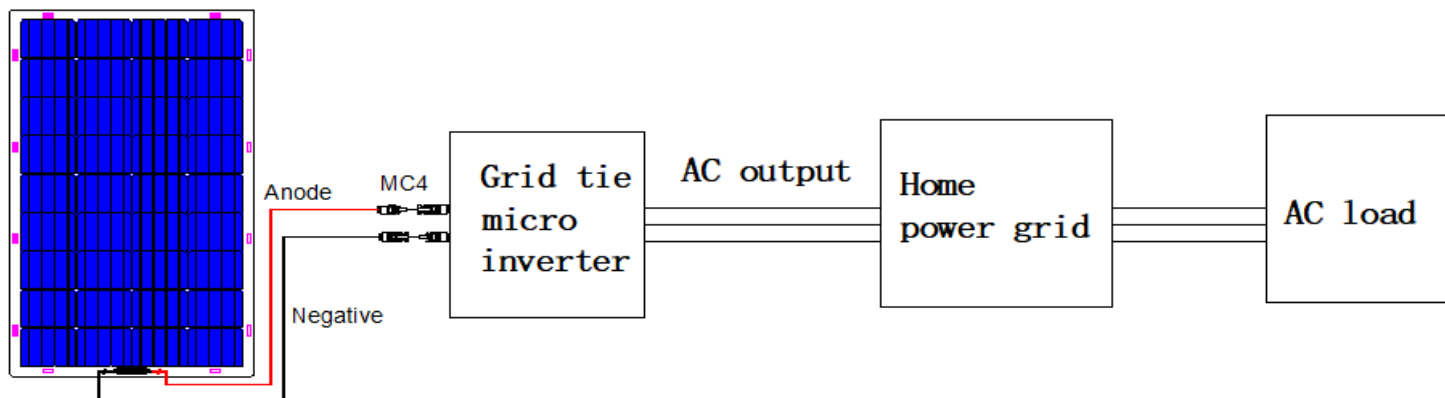 Anode
MC4
Negative
Grid tie
micro
inverter
AC output
Home
power grid
AC load